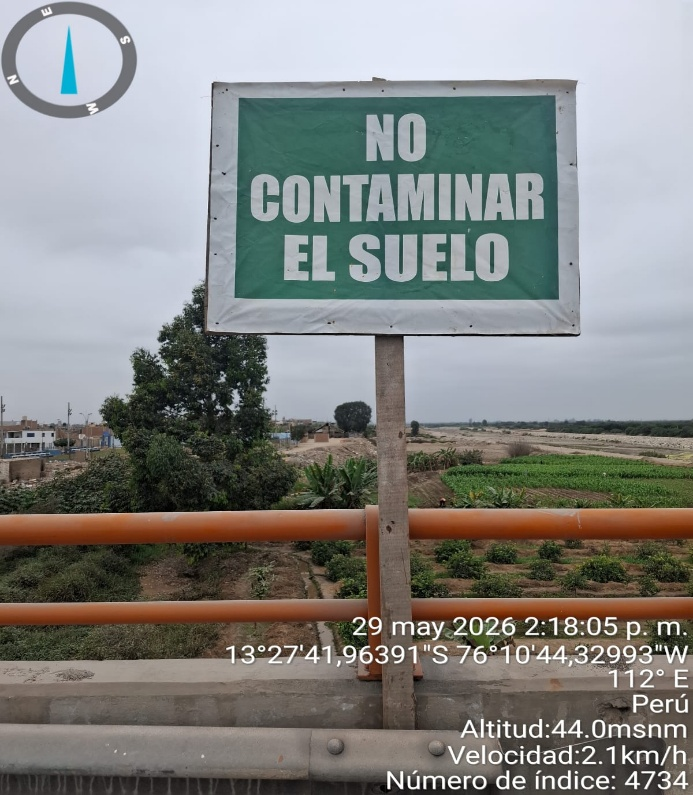 E
S
N
W
NO
CONTAMINAR
EL SUELO
29 may 2026 2:18:05 p. m.
13°27'41,96391"S 76°10'44,32993"W
112° E
Perú
Altitud:44.0msnm
Velocidad:2.1km/h
Número de índice: 4734